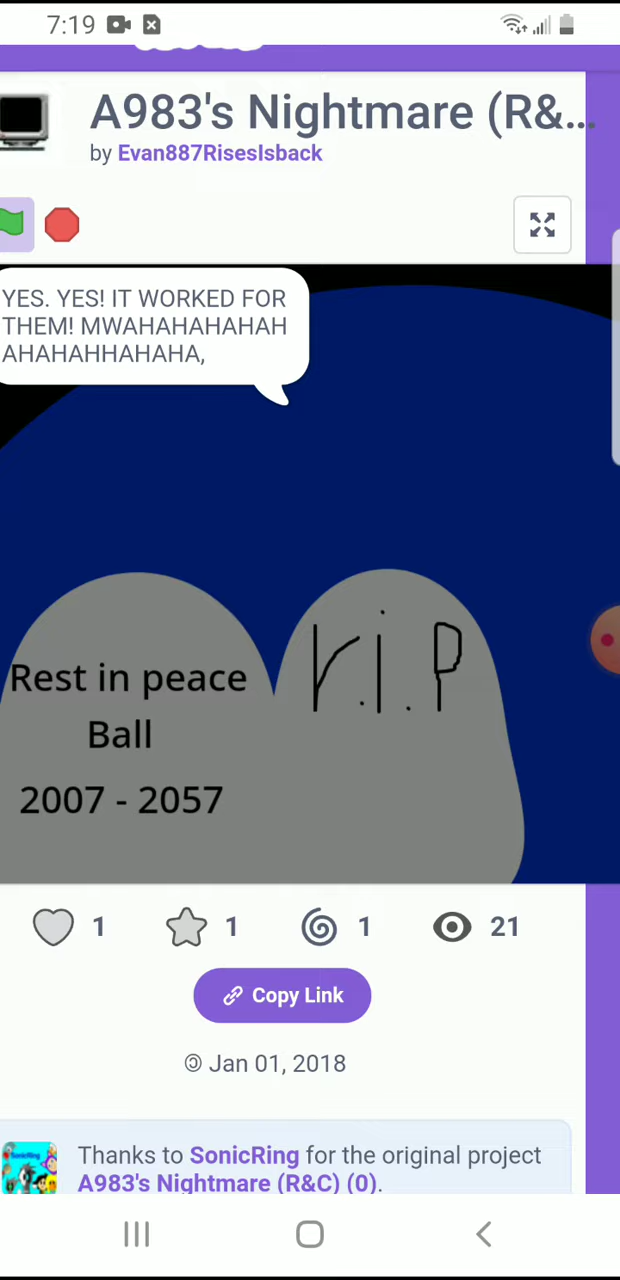 7:19
A983's Nightmare (R&...
by Evan887RisesIsback
YES. YES! IT WORKED FOR
THEM! MWAHAHAHAHAH
AHAHAHHAHAHA,
Rest in peace
Ball
2007 - 2057
r.i.P
1
1
1
21
Copy Link
Jan 01, 2018
Thanks to SonicRing for the original project
A983's Nightmare (R&C) (0).